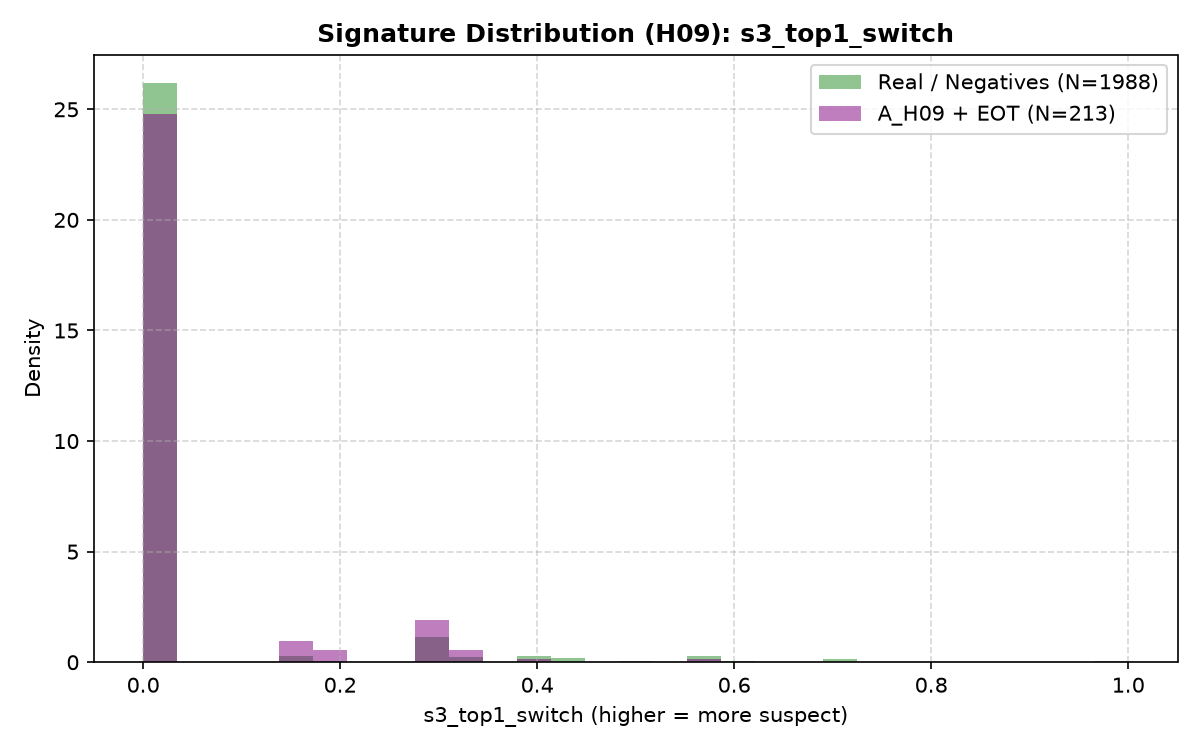 Signature Distribution (H09): s3_top1_switch
Real / Negatives (N=1988)
A_H09 + EOT (N=213)
Density
25
20
15
10
5
0
0.0 0.2 0.4 0.6 0.8 1.0
s3_top1_switch (higher = more suspect)